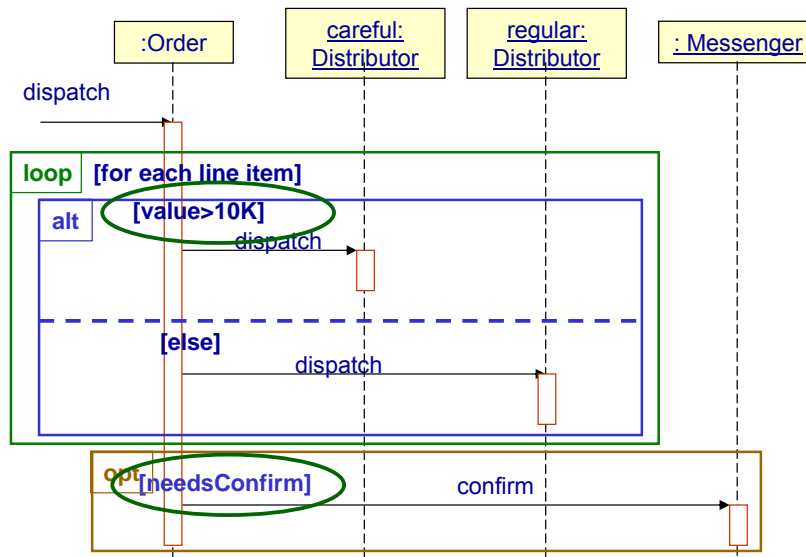 :Order
careful:
Distributor
regular:
Distributor
: Messenger
dispatch
loop [for each line item]
alt [value>10K]
dispatch
[else]
dispatch
opt [needsConfirm]
confirm